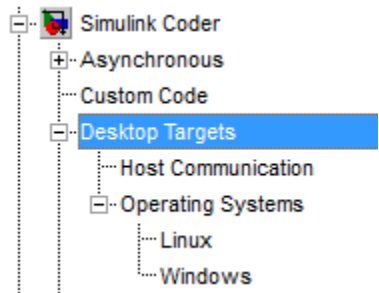 Simulink Coder
Asynchronous
Custom Code
Desktop Targets
Host Communication
Operating Systems
Linux
Windows